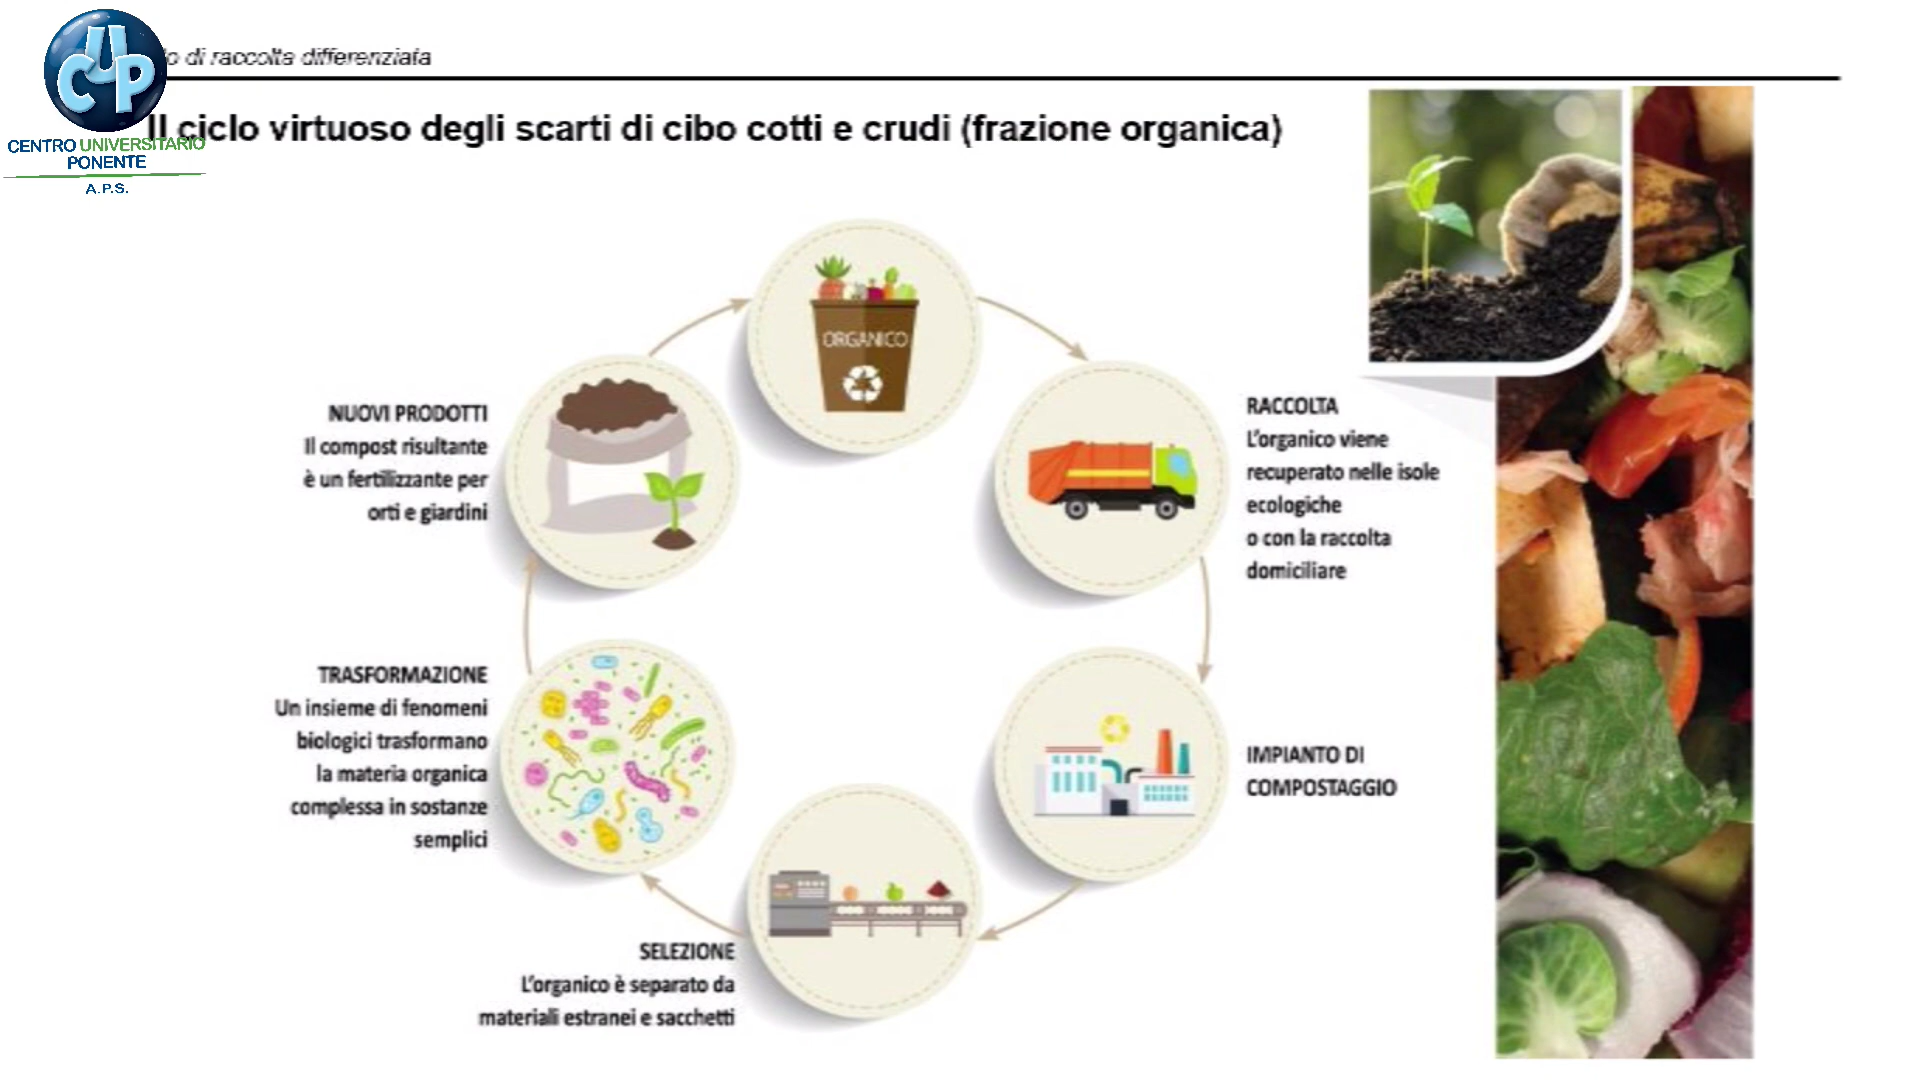 di raccolta differenziata
CUP
CENTRO UNIVERSITARIO
PONENTE
A.P.S.
Il ciclo virtuoso degli scarti di cibo cotti e crudi (frazione organica)
ORGANICO
RACCOLTA
L'organico viene
recuperato nelle isole
ecologiche
o con la raccolta
domiciliare
IMPIANTO DI
COMPOSTAGGIO
SELEZIONE
L'organico è separato da
materiali estranei e sacchetti
TRASFORMAZIONE
Un insieme di fenomeni
biologici trasformano
la materia organica
complessa in sostanze
semplici
NUOVI PRODOTTI
Il compost risultante
è un fertilizzante per
orti e giardini